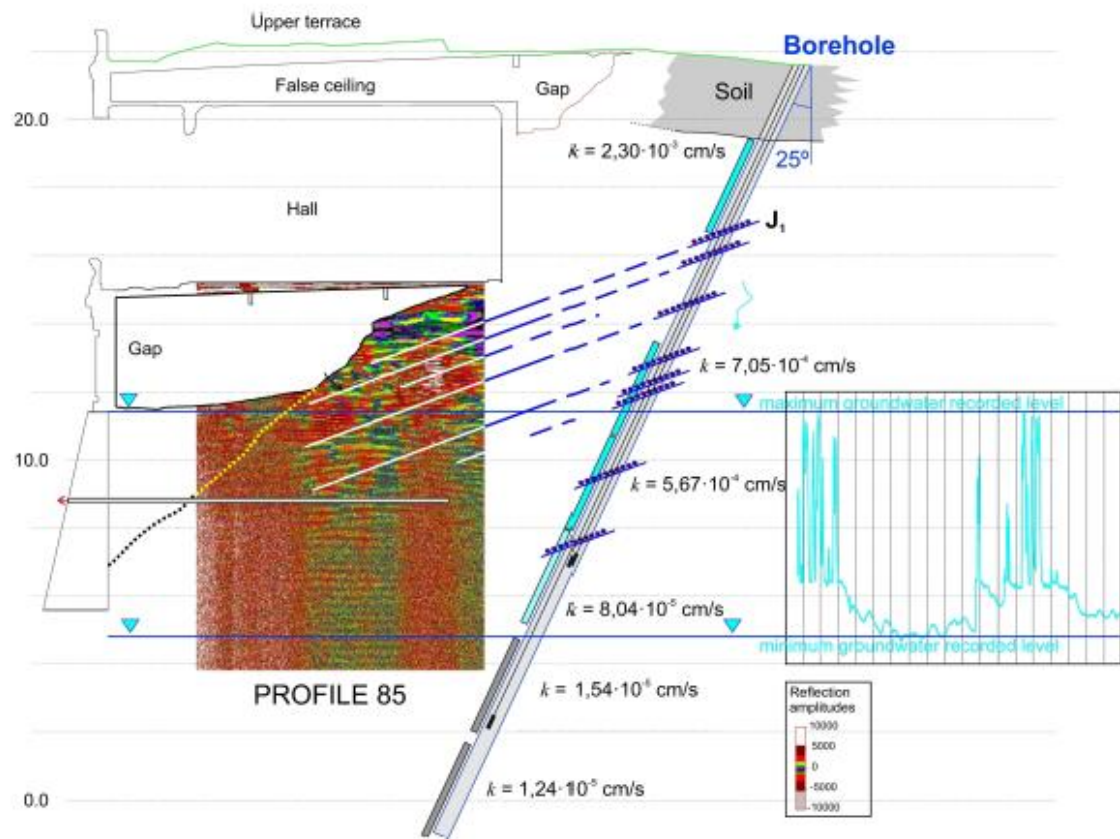 Upper terrace
Borehole
False ceiling
Gap
Soil
20.0
k = 2,30·10⁻³ cm/s
25º
Hall
J₁
Gap
k = 7,05·10⁻⁴ cm/s
maximum groundwater recorded level
10.0
k = 5,67·10⁻⁴ cm/s
k = 8,04·10⁻⁵ cm/s
minimum groundwater recorded level
PROFILE 85
k = 1,54·10⁻⁶ cm/s
Reflection
amplitudes
10000
5000
0
-5000
-10000
k = 1,24·10⁻⁵ cm/s
0.0